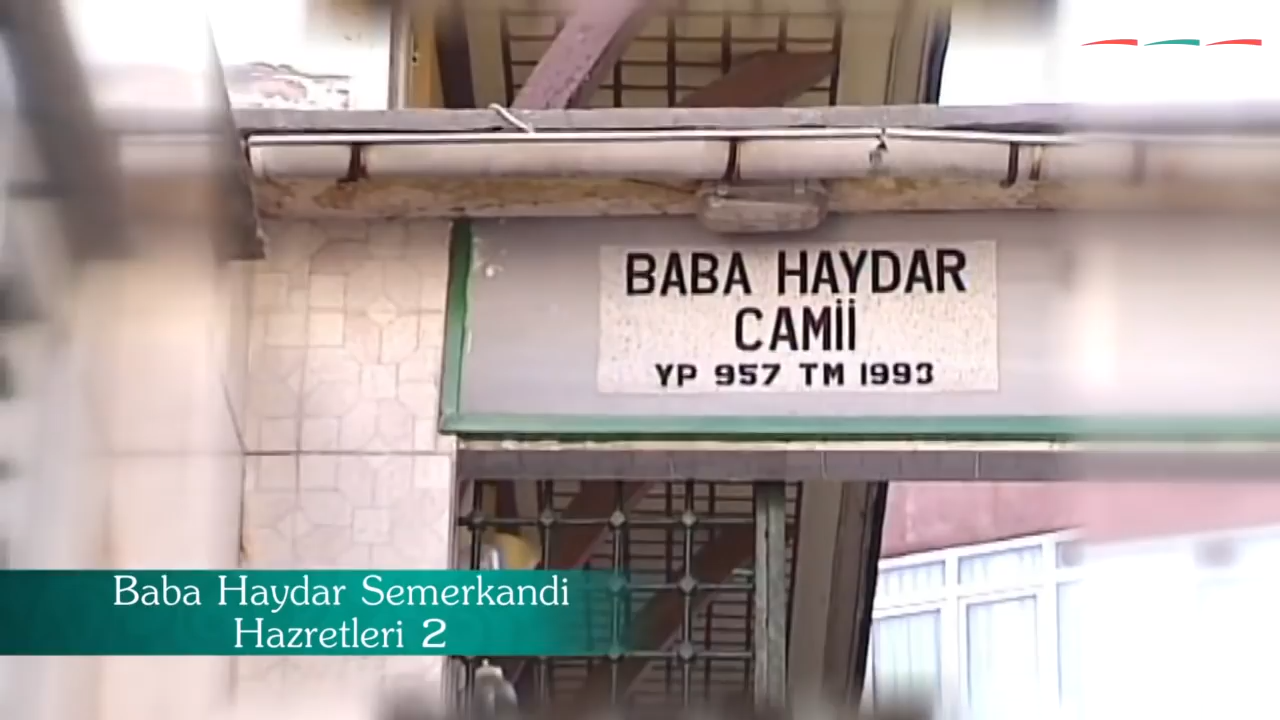 BABA HAYDAR
CAMİİ
YP 957 TM 1993
Baba Haydar Semerkandi
Hazretleri 2